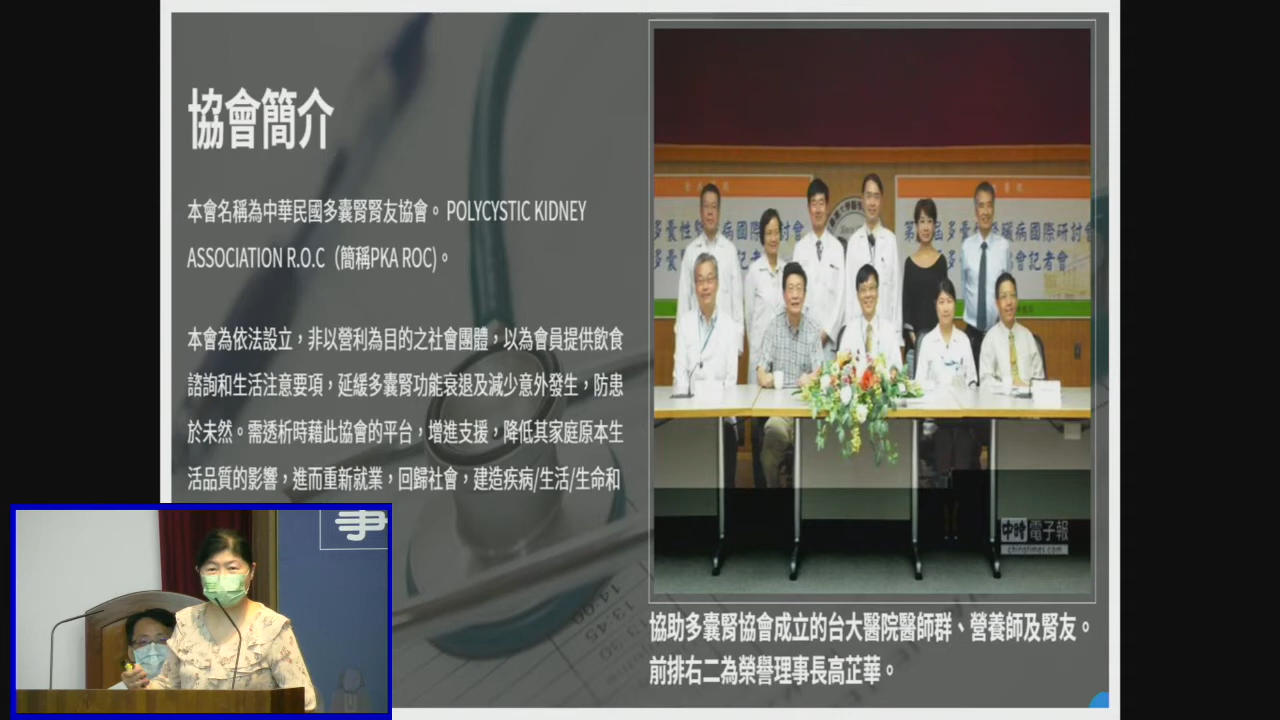 協會簡介
本會名稱為中華民國多囊腎腎友協會。POLYCYSTIC KIDNEY
ASSOCIATION R.O.C（簡稱PKA ROC)。
本會為依法設立，非以營利為目的之社會團體，以為會員提供飲食
諮詢和生活注意要項，延緩多囊腎功能衰退及減少意外發生，防患
於未然。需透析時藉此協會的平台，增進支援，降低其家庭原本生
活品質的影響，進而重新就業，回歸社會，建造疾病/生活/生命和
中時電子報
chinatimes.com
協助多囊腎協會成立的台大醫院醫師群、營養師及腎友。
前排右二為榮譽理事長高芷華。
14:00
13:45